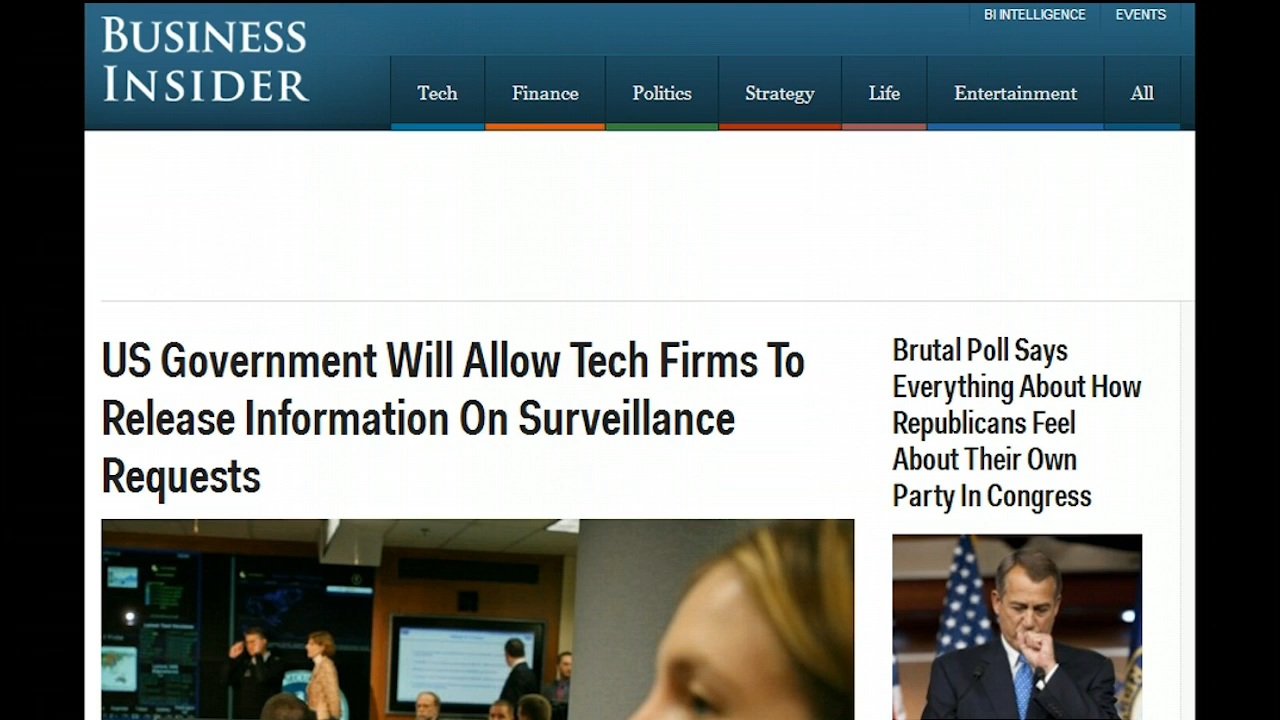 BUSINESS
INSIDER
BI INTELLIGENCE EVENTS
Tech Finance Politics Strategy Life Entertainment All
US Government Will Allow Tech Firms To
Release Information On Surveillance
Requests
Brutal Poll Says
Everything About How
Republicans Feel
About Their Own
Party In Congress